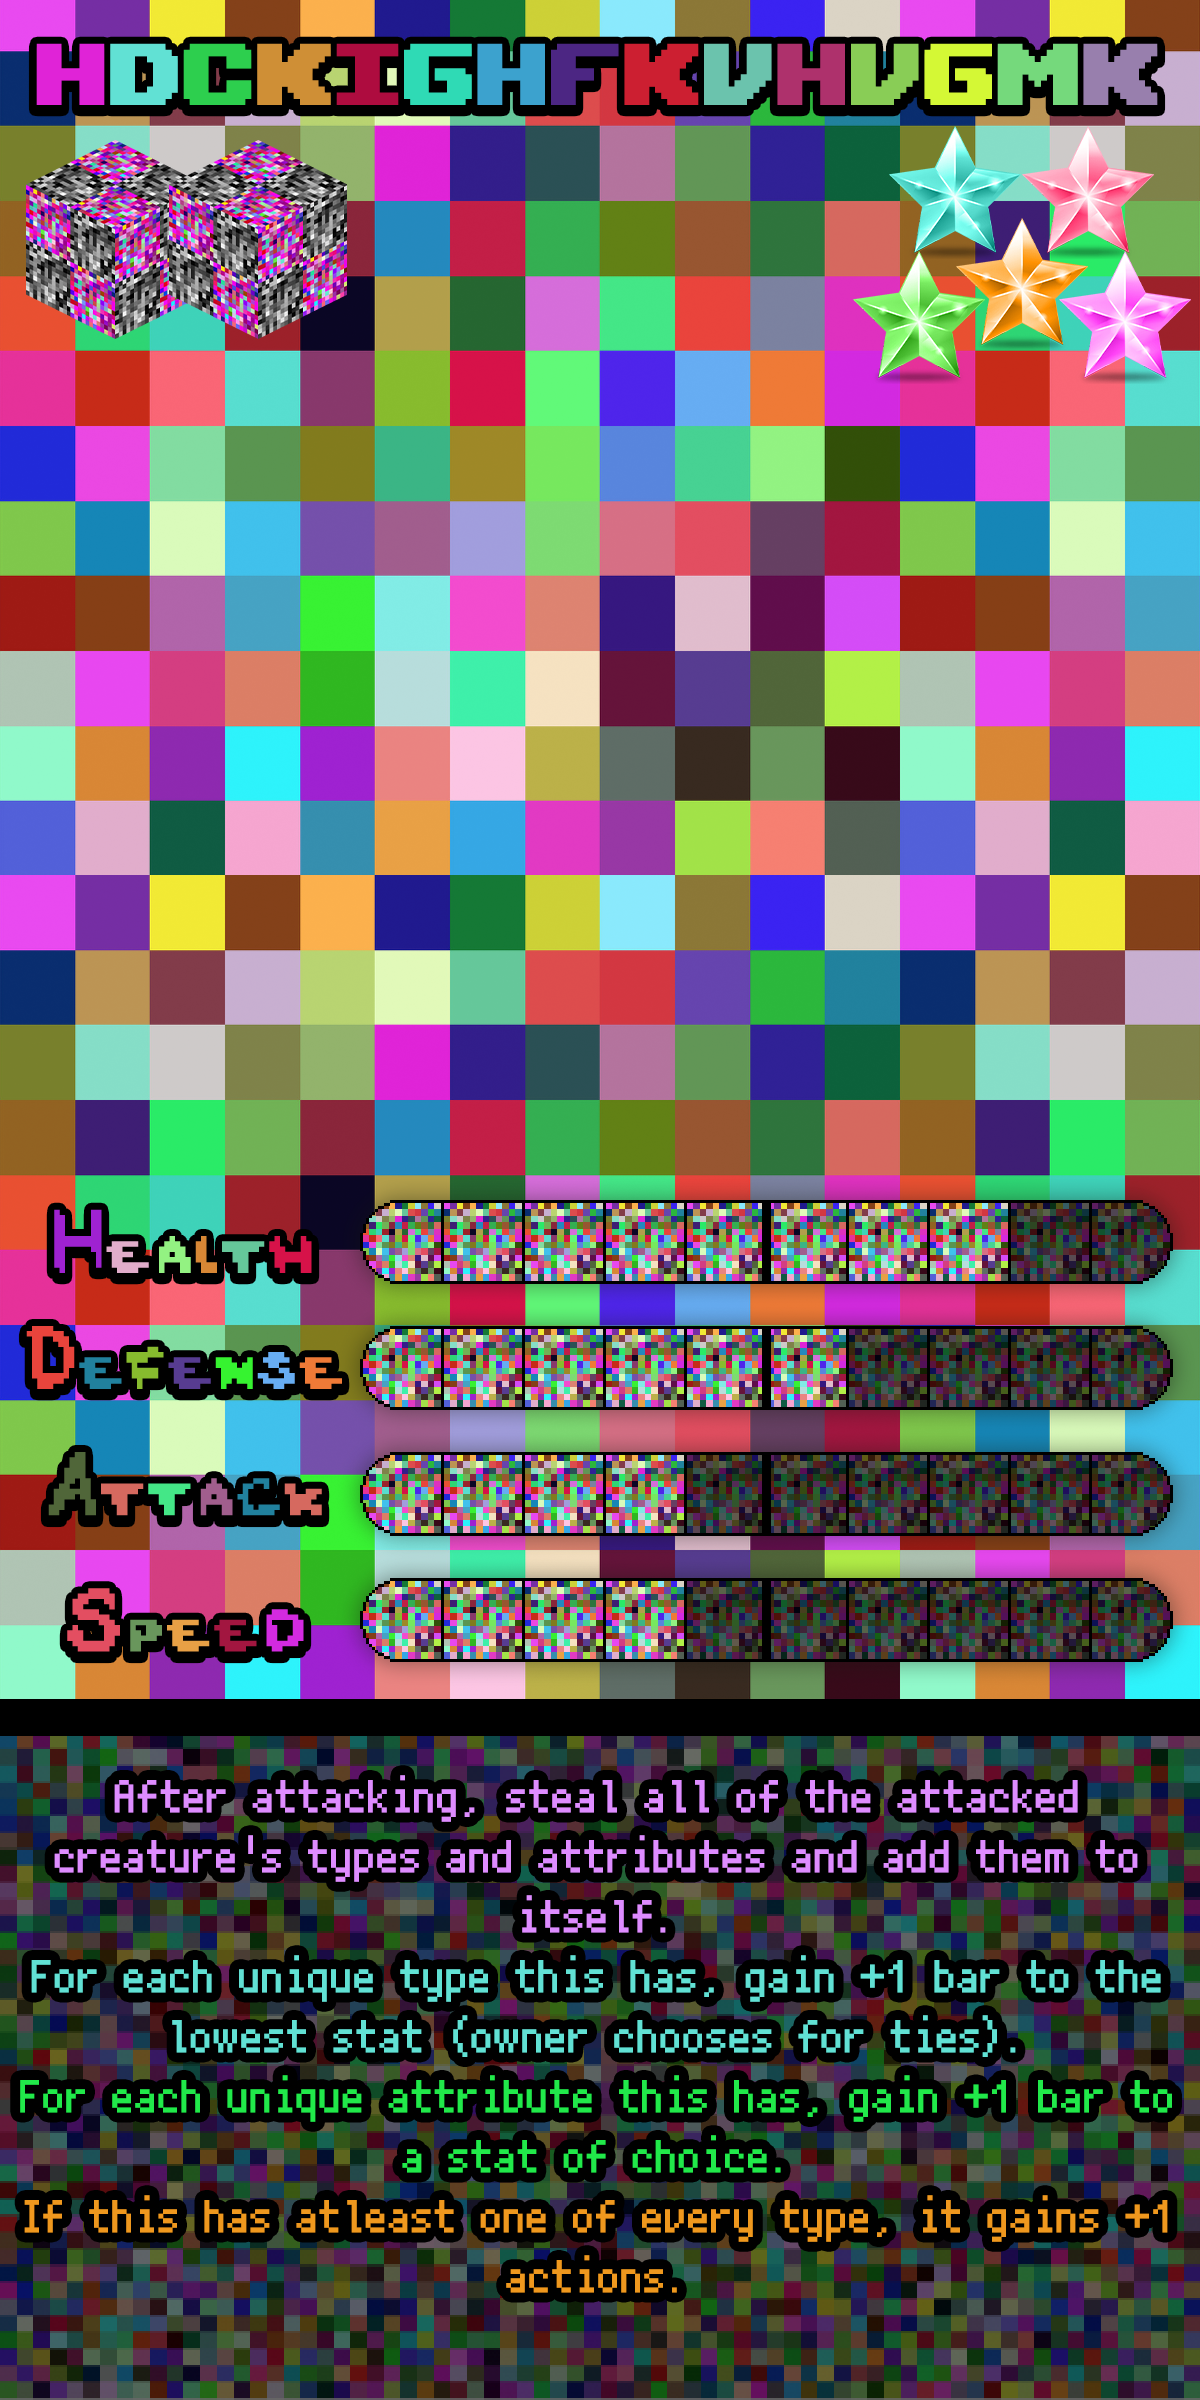 HDCKIGHFKVHVGMK
Health
Defense
Attack
Speed
After attacking, steal all of the attacked
creature's types and attributes and add them to
itself.
For each unique type this has, gain +1 bar to the
lowest stat (owner chooses for ties).
For each unique attribute this has, gain +1 bar to
a stat of choice.
If this has atleast one of every type, it gains +1
actions.